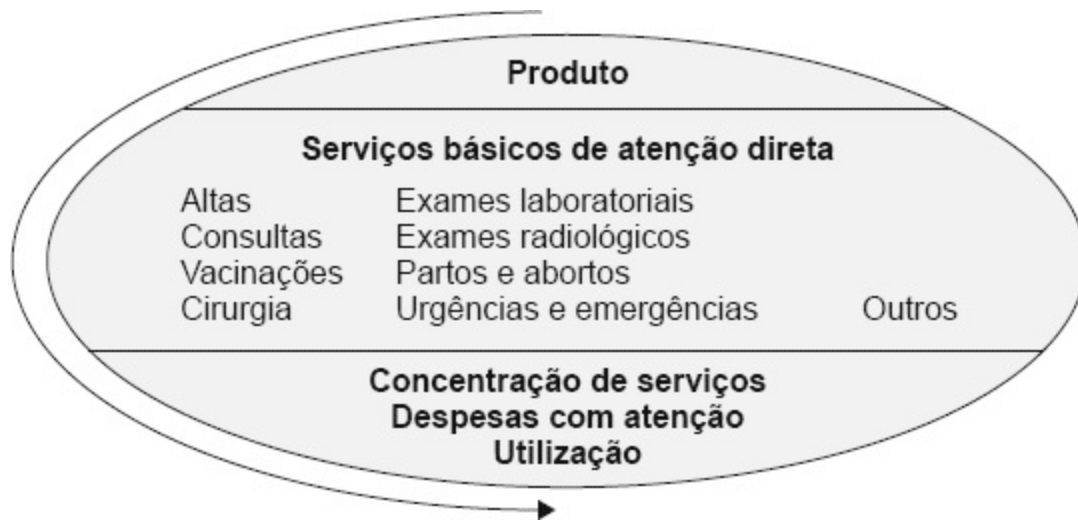 Produto
Serviços básicos de atenção direta
Altas Exames laboratoriais
Consultas Exames radiológicos
Vacinações Partos e abortos
Cirurgia Urgências e emergências Outros
Concentração de serviços
Despesas com atenção
Utilização